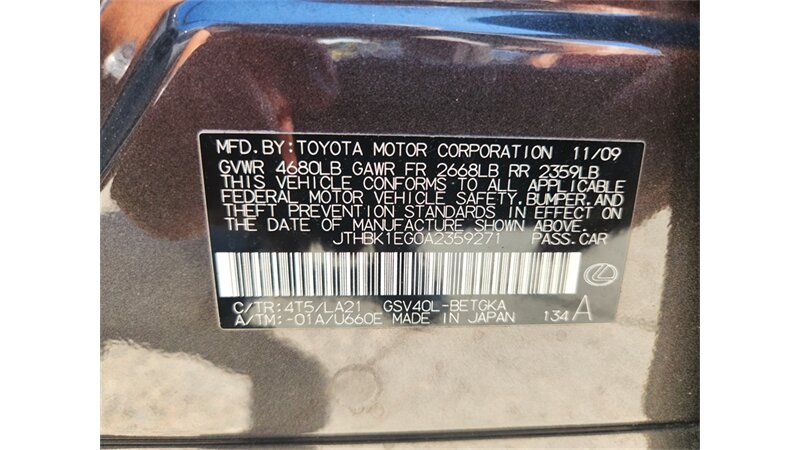 MFD.BY:TOYOTA MOTOR CORPORATION 11/09
GVWR 4680LB GAWR FR 2668LB RR 2359LB
THIS VEHICLE CONFORMS TO ALL APPLICABLE
FEDERAL MOTOR VEHICLE SAFETY,BUMPER,AND
THEFT PREVENTION STANDARDS IN EFFECT ON
THE DATE OF MANUFACTURE SHOWN ABOVE.
JTHBK1EG0A2359271 PASS.CAR
C/TR:4T5/LA21 GSV40L-BETGKA
A/TM:-01A/U660E MADE IN JAPAN 134 A